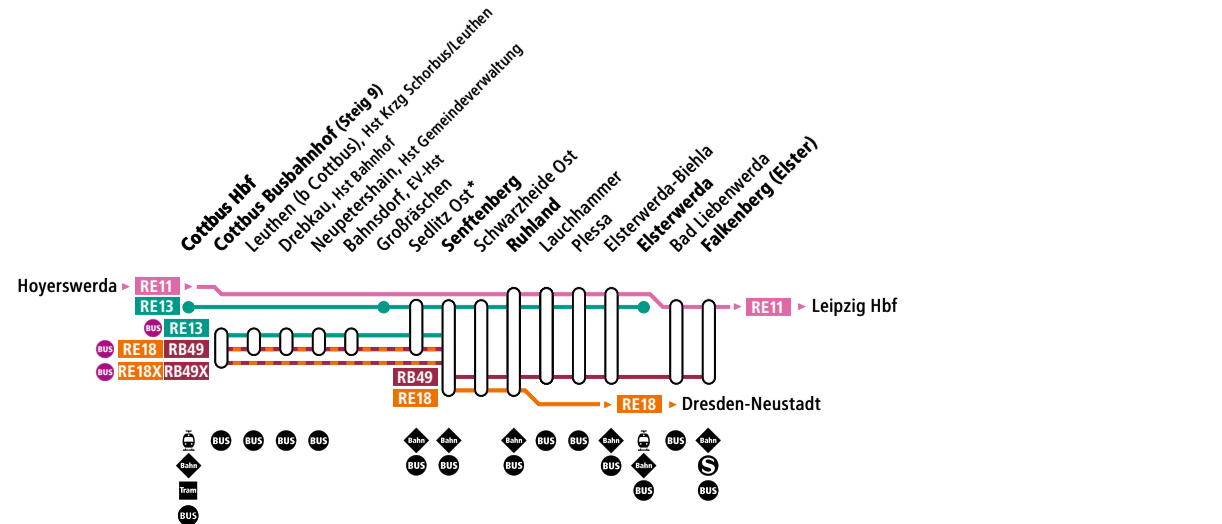 Cottbus Hbf
Cottbus Busbahnhof (Steig 9)
Leuthen (b Cottbus), Hst Krzg Schorbus/Leuthen
Drebkau, Hst Bahnhof
Neupetershain, Hst Gemeindeverwaltung
Bahnsdorf, EV-Hst
Großräschen
Sedlitz Ost *
Senftenberg
Schwarzheide Ost
Ruhland
Lauchhammer
Plessa
Elsterwerda-Biehla
Elsterwerda
Bad Liebenwerda
Falkenberg (Elster)
Hoyerswerda RE11 RE11 Leipzig Hbf
RE13
BUS RE13
BUS RE18 RB49
BUS RE18X RB49X
RB49
RE18 RE18 Dresden-Neustadt
BUS BUS BUS BUS Bahn Bahn Bahn BUS BUS Bahn BUS Bahn
Bahn BUS BUS BUS BUS Bahn S
Tram BUS BUS
BUS